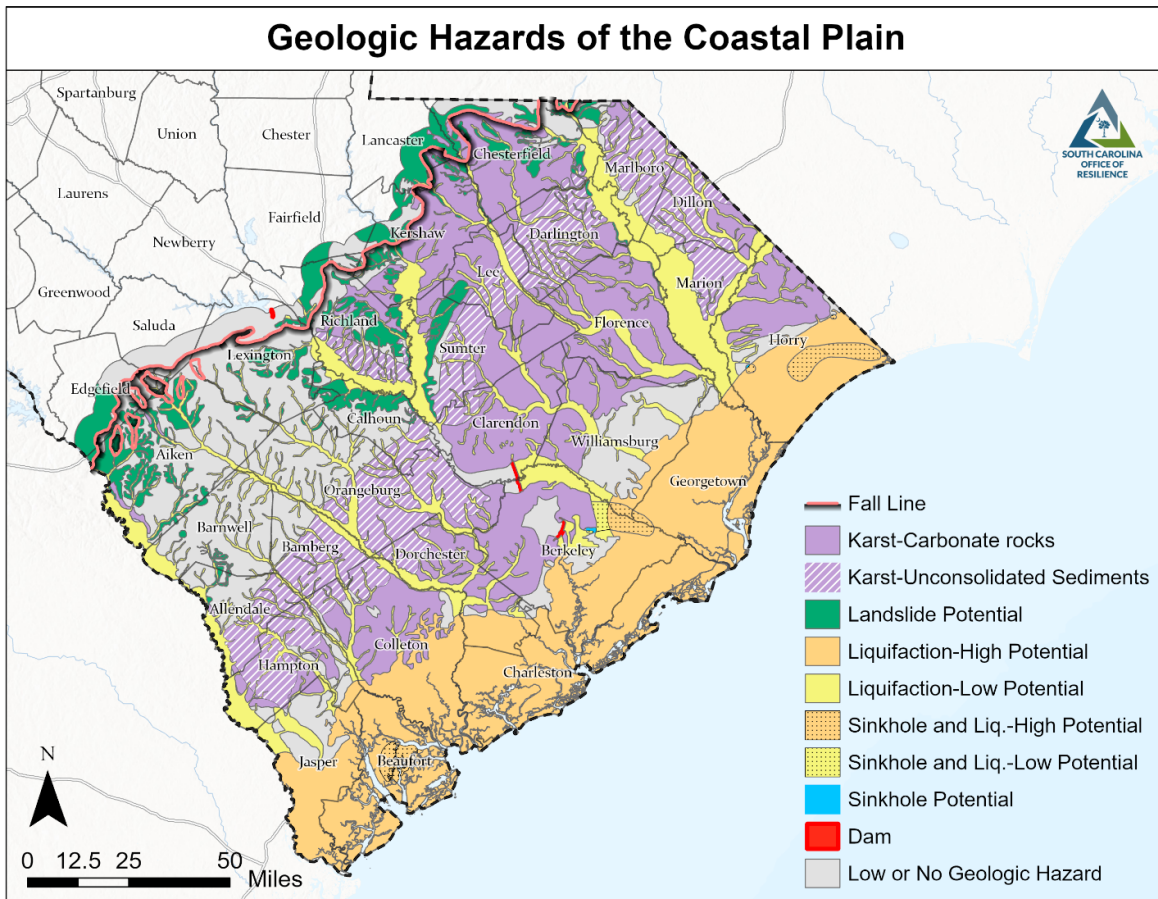 Geologic Hazards of the Coastal Plain
Spartanburg
Union
Chester
Lancaster
Chesterfield
Marlboro
SOUTH CAROLINA
OFFICE OF
RESILIENCE
Laurens
Fairfield
Dillon
Newberry
Kershaw
Darlington
Lee
Marion
Greenwood
Saluda
Richland
Florence
Lexington
Sumter
Horry
Edgefield
Calhoun
Clarendon
Williamsburg
Aiken
Orangeburg
Georgetown
Barnwell
Bamberg
Dorchester
Berkeley
Allendale
Colleton
Hampton
Charleston
Jasper
Beaufort
Fall Line
Karst-Carbonate rocks
Karst-Unconsolidated Sediments
Landslide Potential
Liquifaction-High Potential
Liquifaction-Low Potential
Sinkhole and Liq.-High Potential
Sinkhole and Liq.-Low Potential
Sinkhole Potential
Dam
Low or No Geologic Hazard
N
0 12.5 25 50
Miles